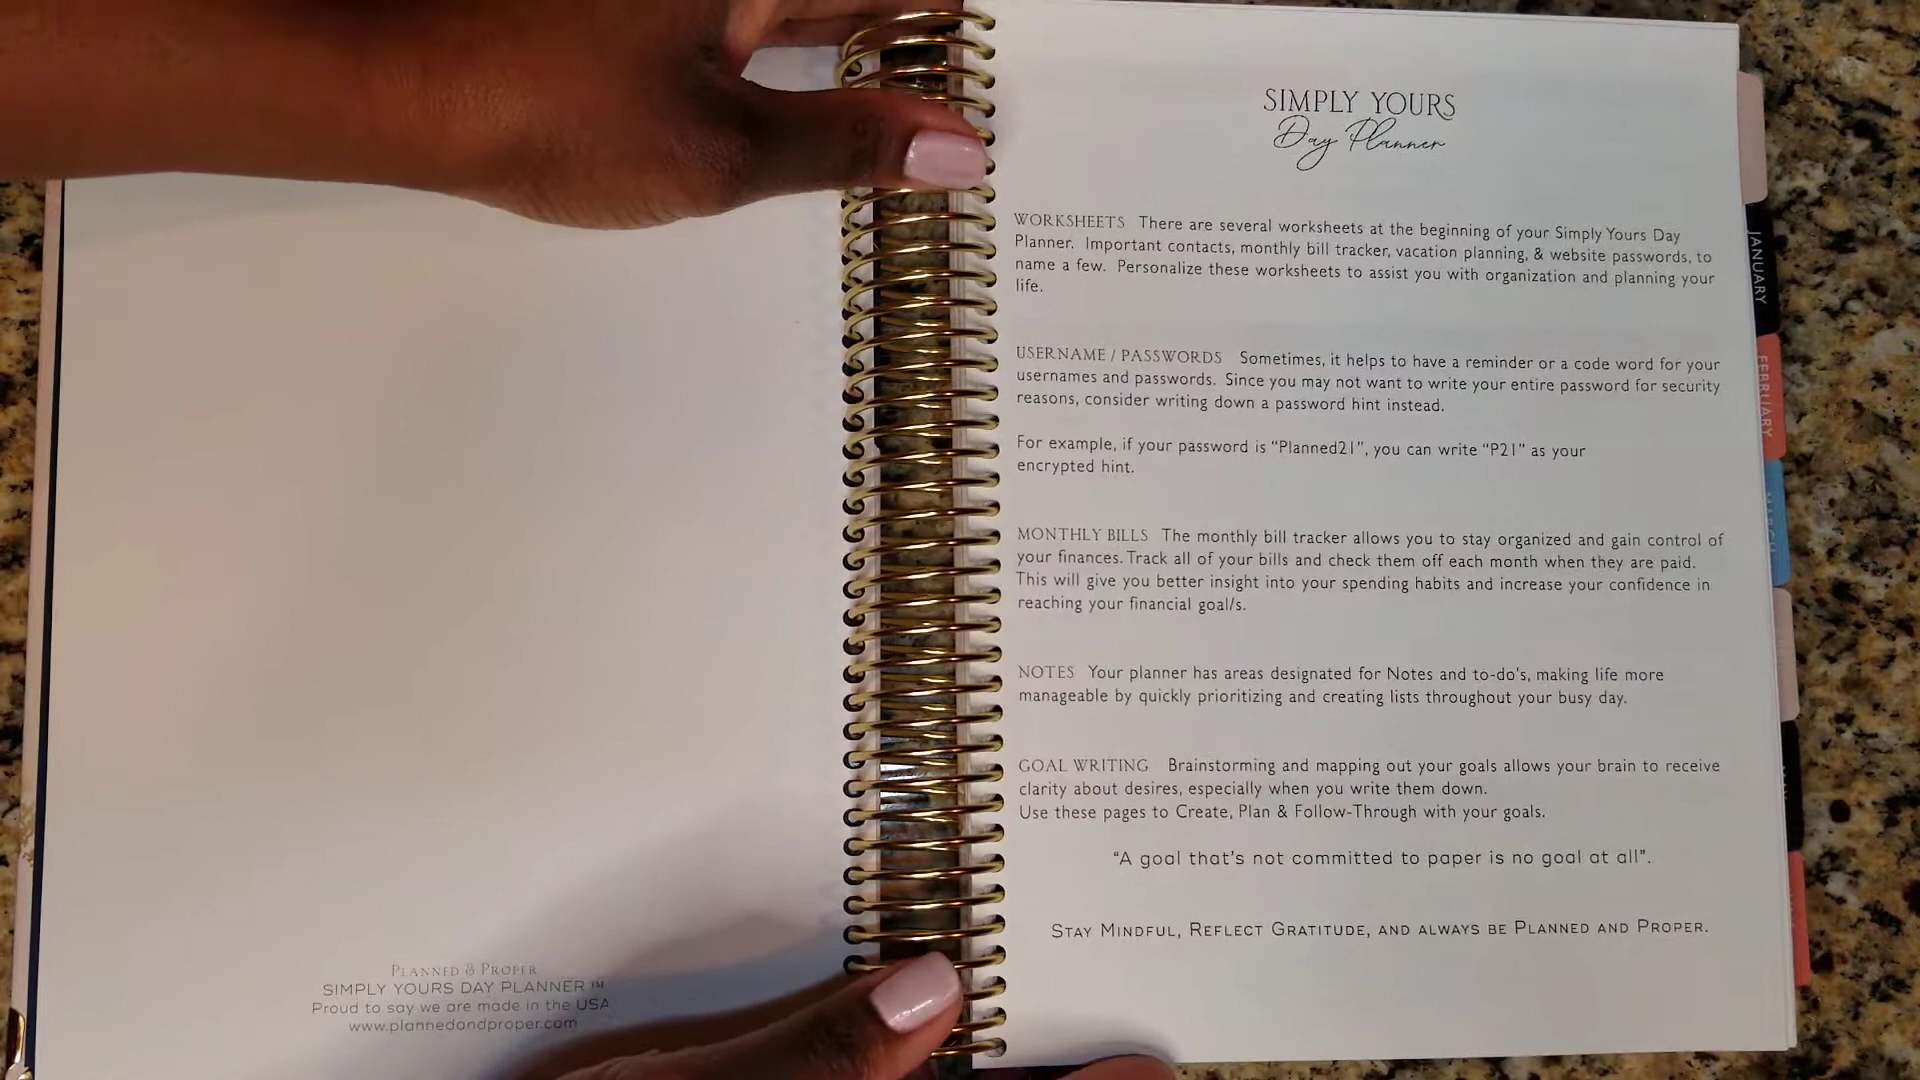 PLANNED & PROPER
SIMPLY YOURS DAY PLANNER ™
Proud to say we are made in the USA
www.plannedandproper.com
SIMPLY YOURS
Day Planner
WORKSHEETS There are several worksheets at the beginning of your Simply Yours Day
Planner. Important contacts, monthly bill tracker, vacation planning, & website passwords, to
name a few. Personalize these worksheets to assist you with organization and planning your
life.
USERNAME / PASSWORDS Sometimes, it helps to have a reminder or a code word for your
usernames and passwords. Since you may not want to write your entire password for security
reasons, consider writing down a password hint instead.
For example, if your password is “Planned21”, you can write “P21” as your
encrypted hint.
MONTHLY BILLS The monthly bill tracker allows you to stay organized and gain control of
your finances. Track all of your bills and check them off each month when they are paid.
This will give you better insight into your spending habits and increase your confidence in
reaching your financial goal/s.
NOTES Your planner has areas designated for Notes and to-do's, making life more
manageable by quickly prioritizing and creating lists throughout your busy day.
GOAL WRITING Brainstorming and mapping out your goals allows your brain to receive
clarity about desires, especially when you write them down.
Use these pages to Create, Plan & Follow-Through with your goals.
“A goal that’s not committed to paper is no goal at all”.
STAY MINDFUL, REFLECT GRATITUDE, AND ALWAYS BE PLANNED AND PROPER.
JANUARY
FEBRUARY
MARCH